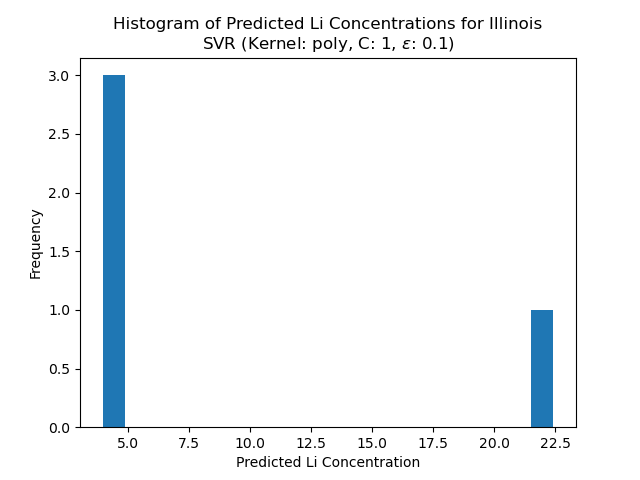 Histogram of Predicted Li Concentrations for Illinois
SVR (Kernel: poly, C: 1, ε: 0.1)
3.0
2.5
2.0
1.5
1.0
0.5
0.0
Frequency
5.0 7.5 10.0 12.5 15.0 17.5 20.0 22.5
Predicted Li Concentration